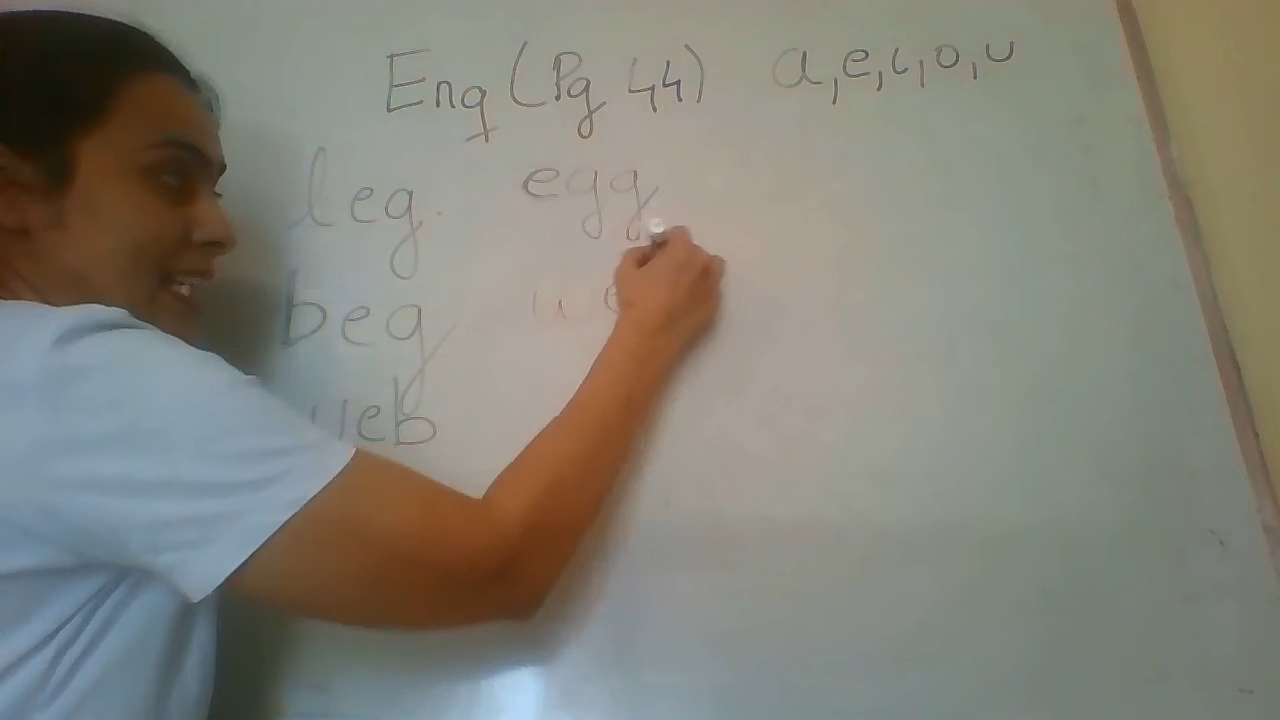 Eng (Pg 44) a, e, i, o, u
leg. egg
beg
web